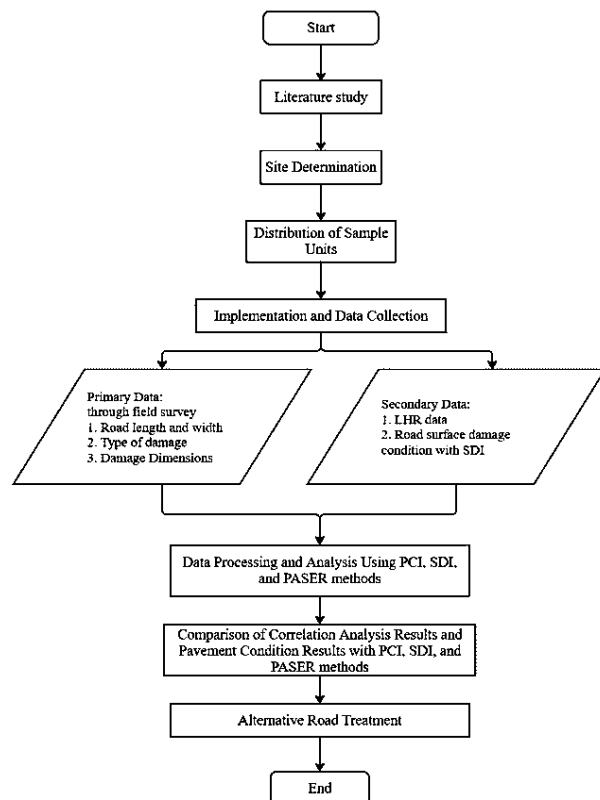 Start
Literature study
Site Determination
Distribution of Sample
Units
Implementation and Data Collection
Primary Data:
through field survey
1. Road length and width
2. Type of damage
3. Damage Dimensions
Secondary Data:
1. LHR data
2. Road surface damage
condition with SDI
Data Processing and Analysis Using PCI, SDI,
and PASER methods
Comparison of Correlation Analysis Results and
Pavement Condition Results with PCI, SDI, and
PASER methods
Alternative Road Treatment
End